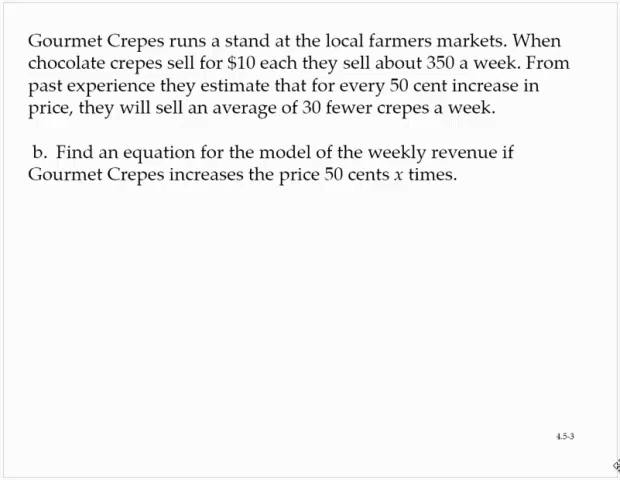 Gourmet Crepes runs a stand at the local farmers markets. When
chocolate crepes sell for $10 each they sell about 350 a week. From
past experience they estimate that for every 50 cent increase in
price, they will sell an average of 30 fewer crepes a week.
b. Find an equation for the model of the weekly revenue if
Gourmet Crepes increases the price 50 cents x times.
4.5-3